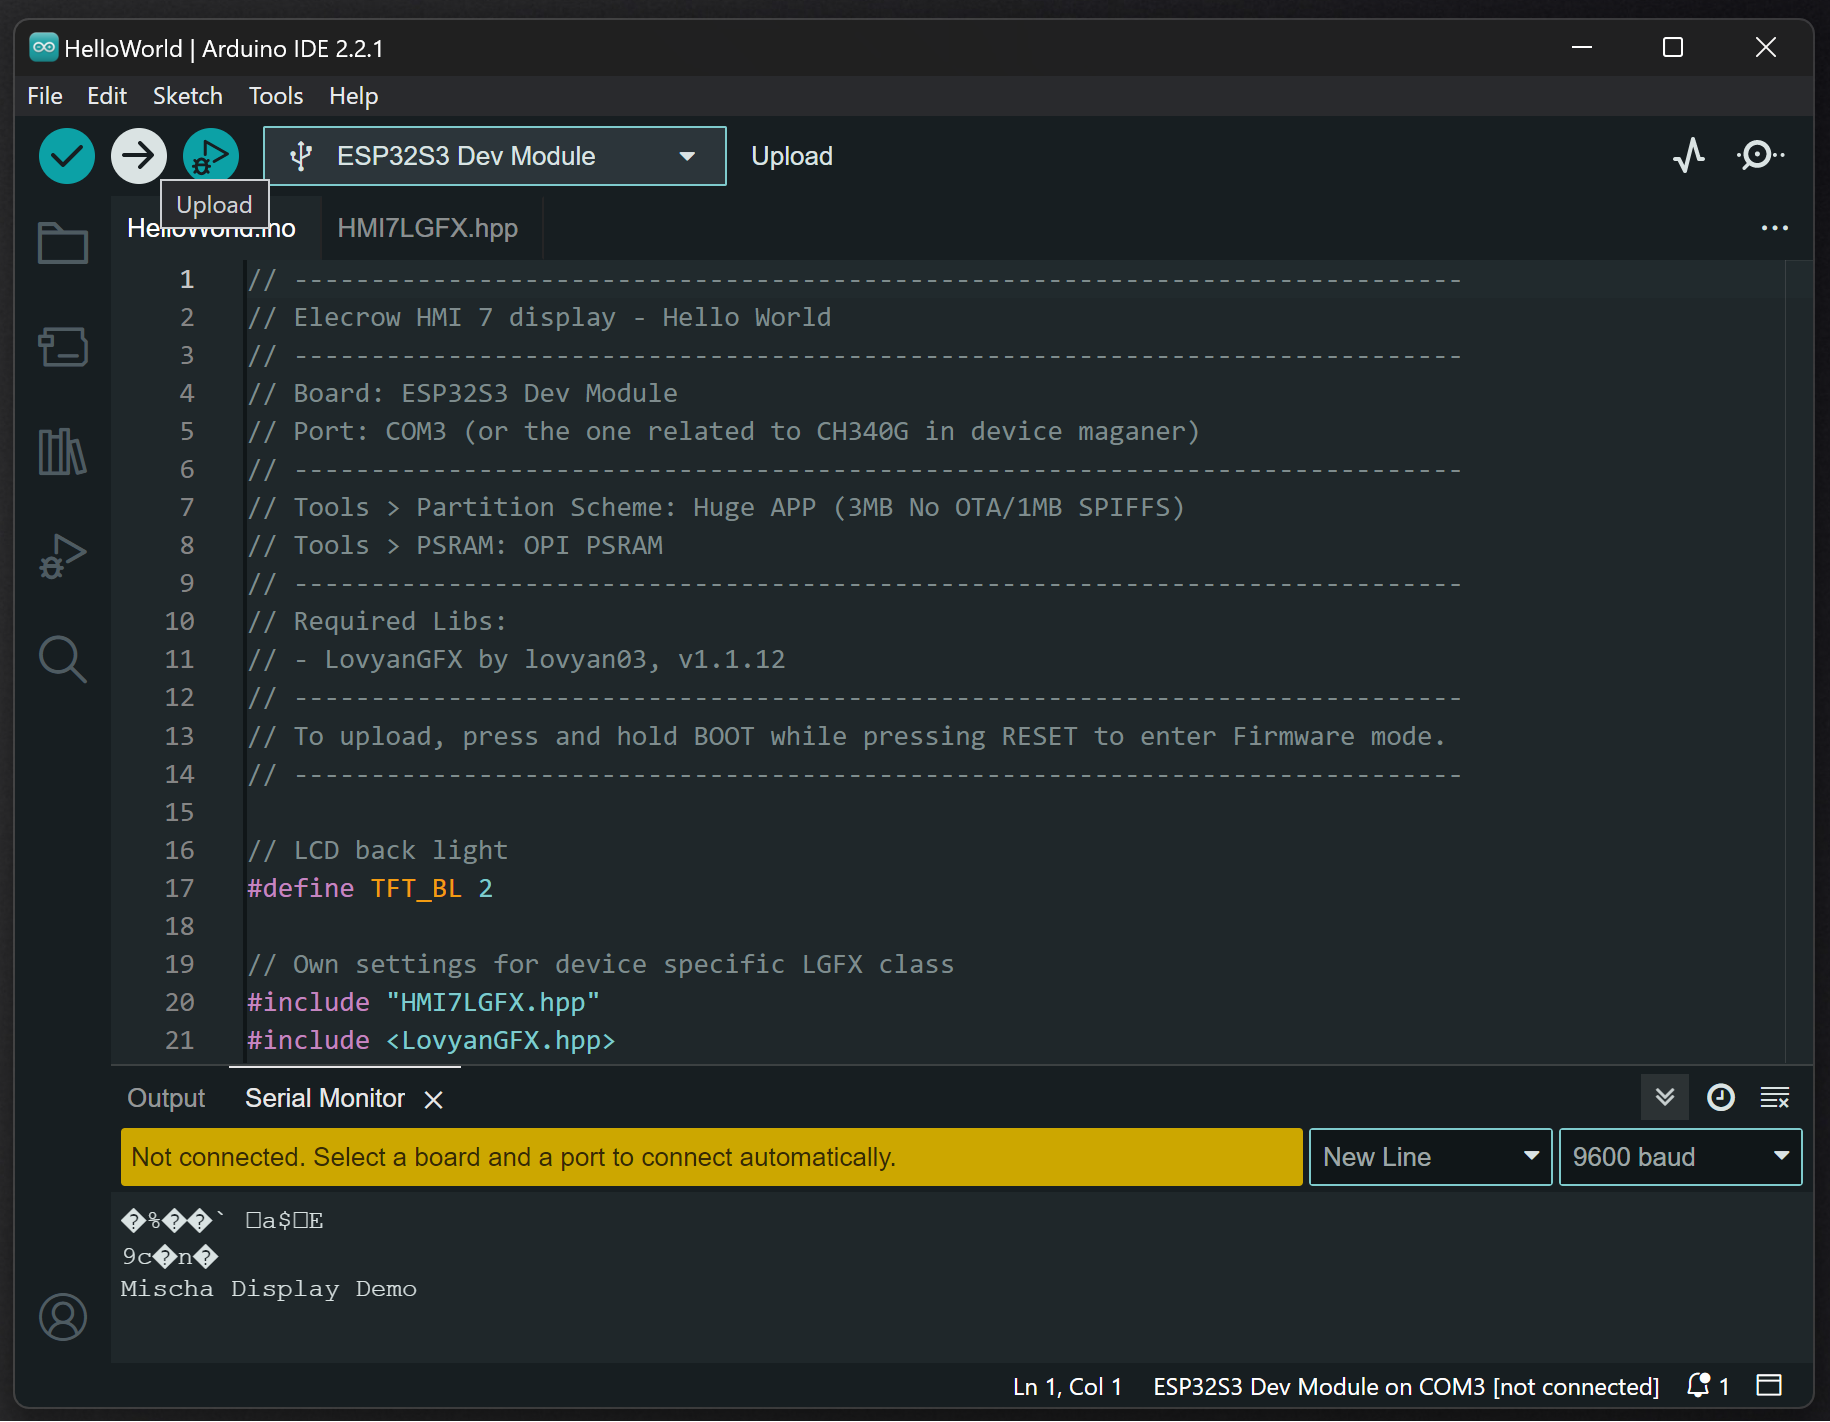 HelloWorld | Arduino IDE 2.2.1
File Edit Sketch Tools Help
ESP32S3 Dev Module Upload
Upload
HelloWorld.ino HMI7LGFX.hpp
1 // ----------------------------------------------------------------------------
2 // Elecrow HMI 7 display - Hello World
3 // ----------------------------------------------------------------------------
4 // Board: ESP32S3 Dev Module
5 // Port: COM3 (or the one related to CH340G in device maganer)
6 // ----------------------------------------------------------------------------
7 // Tools > Partition Scheme: Huge APP (3MB No OTA/1MB SPIFFS)
8 // Tools > PSRAM: OPI PSRAM
9 // ----------------------------------------------------------------------------
10 // Required Libs:
11 // - LovyanGFX by lovyan03, v1.1.12
12 // ----------------------------------------------------------------------------
13 // To upload, press and hold BOOT while pressing RESET to enter Firmware mode.
14 // ----------------------------------------------------------------------------
15
16 // LCD back light
17 #define TFT_BL 2
18
19 // Own settings for device specific LGFX class
20 #include "HMI7LGFX.hpp"
21 #include <LovyanGFX.hpp>
Output Serial Monitor
Not connected. Select a board and a port to connect automatically. New Line 9600 baud
�%��` □a$□E
9c�n�
Mischa Display Demo
Ln 1, Col 1 ESP32S3 Dev Module on COM3 [not connected] 1